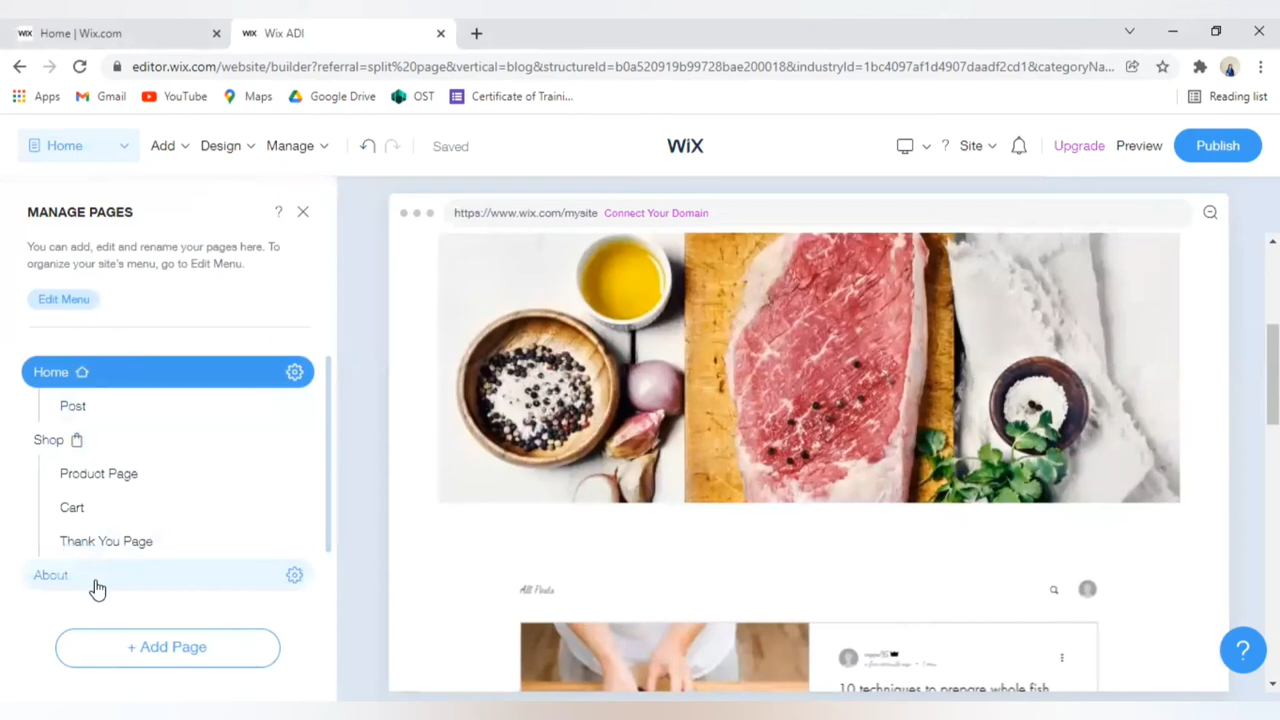 WiX Home | Wix.com
WiX Wix ADI
editor.wix.com/website/builder?referral=split%20page&vertical=blog&structureId=b0a520919b99728bae200018&industryId=1bc4097af1d4907daadf2cd1&categoryNa...
Apps Gmail YouTube Maps Google Drive OST Certificate of Traini... Reading list
Home Add Design Manage Saved WiX ? Site Upgrade Preview Publish
MANAGE PAGES ?
You can add, edit and rename your pages here. To
organize your site's menu, go to Edit Menu.
Edit Menu
Home
Post
Shop
Product Page
Cart
Thank You Page
About
+ Add Page
https://www.wix.com/mysite Connect Your Domain
All Posts
10 techniques to prepare whole fish
?